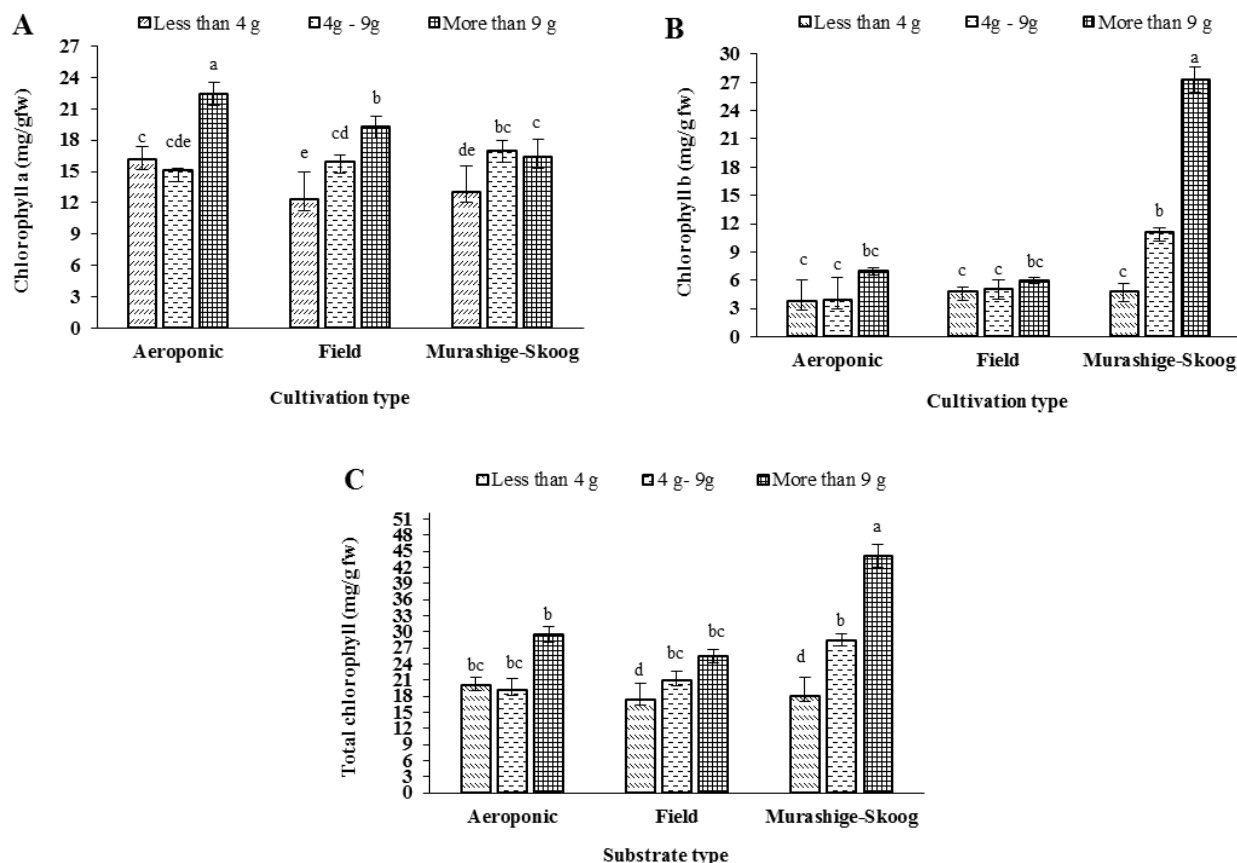 A
Less than 4 g 4g - 9g More than 9 g
Chlorophyll a (mg/gfw)
27
24
21
18
15
12
9
6
3
0
c cde a e cd b de bc c
Aeroponic Field Murashige-Skoog
Cultivation type
B
Less than 4 g 4g - 9g More than 9 g
Chlorophyll b (mg/gfw)
30
27
24
21
18
15
12
9
6
3
0
c c bc c c bc c b a
Aeroponic Field Murashige-Skoog
Cultivation type
C
Less than 4 g 4 g- 9g More than 9 g
Total chlorophyll (mg/gfw)
51
48
45
42
39
36
33
30
27
24
21
18
15
12
9
6
3
0
bc bc b d bc bc d b a
Aeroponic Field Murashige-Skoog
Substrate type